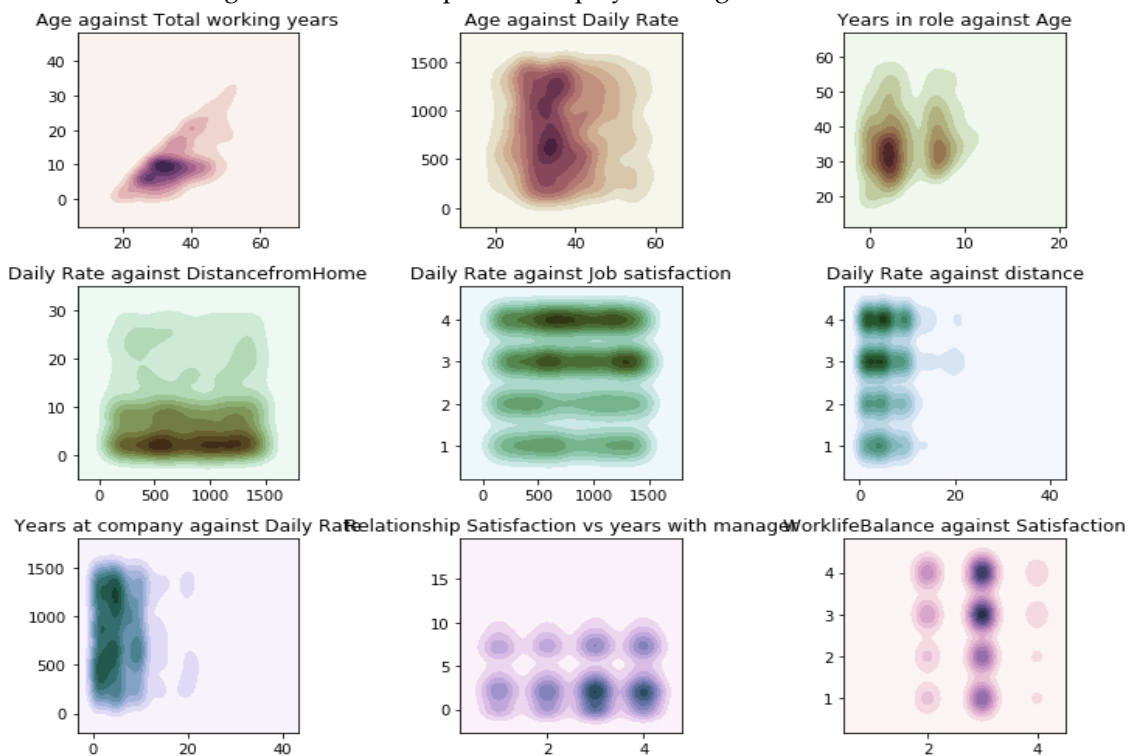 Age against Total working years
Age against Daily Rate
Years in role against Age
40
30
20
10
0
20 40 60
1500
1000
500
0
20 40 60
60
50
40
30
20
0 10 20
Daily Rate against DistancefromHome
Daily Rate against Job satisfaction
Daily Rate against distance
30
20
10
0
0 500 1000 1500
4
3
2
1
0 500 1000 1500
4
3
2
1
0 20 40
Years at company against Daily Rate
Relationship Satisfaction vs years with manager
WorklifeBalance against Satisfaction
1500
1000
500
0
0 20 40
15
10
5
0
2 4
4
3
2
1
2 4